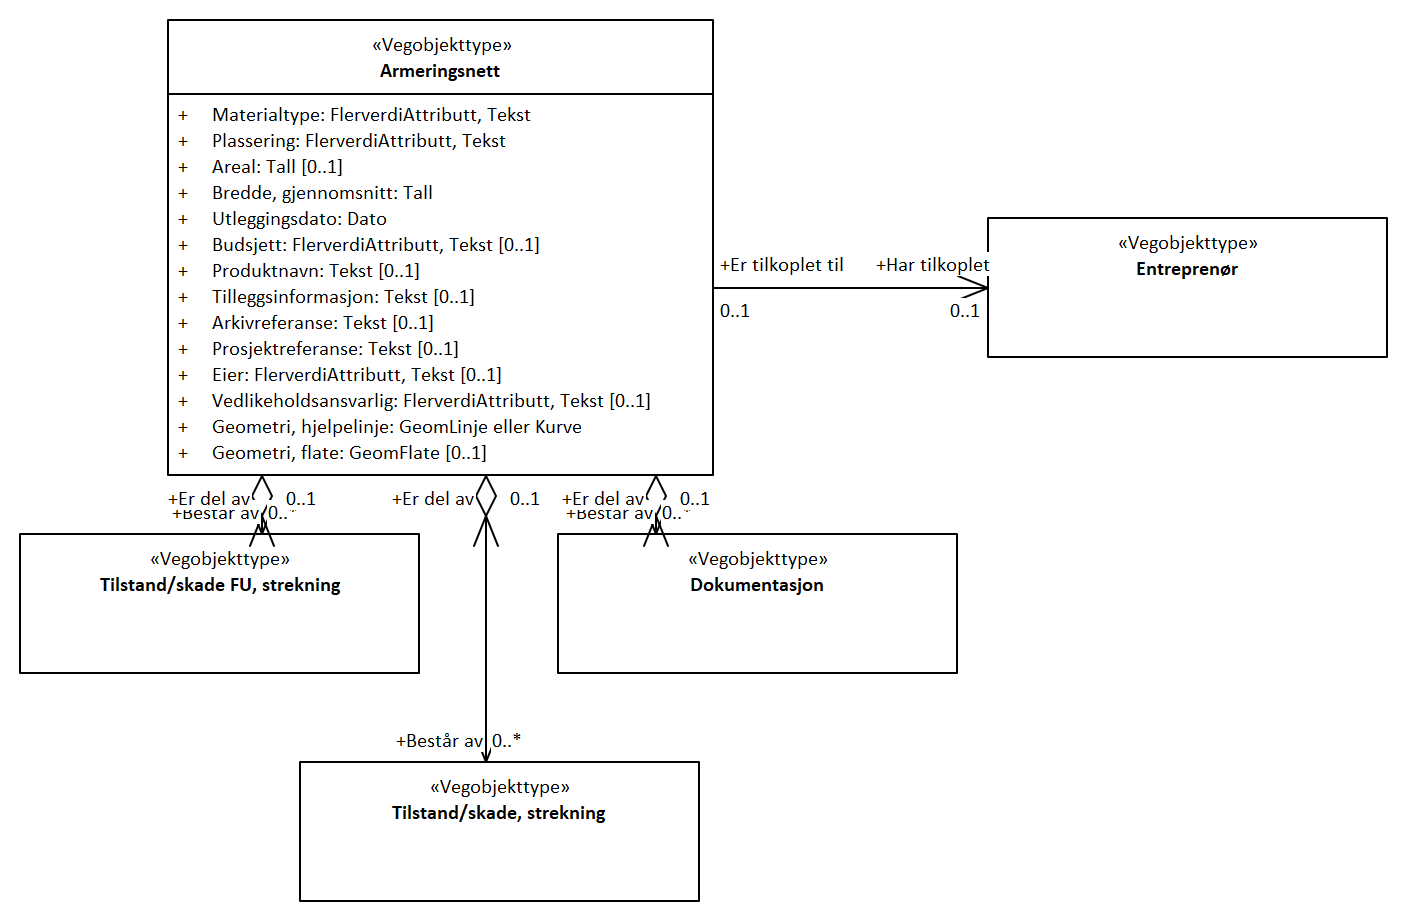 «Vegobjekttype»
Armeringsnett
+ Materialtype: FlerverdiAttributt, Tekst
+ Plassering: FlerverdiAttributt, Tekst
+ Areal: Tall [0..1]
+ Bredde, gjennomsnitt: Tall
+ Utleggingsdato: Dato
+ Budsjett: FlerverdiAttributt, Tekst [0..1]
+ Produktnavn: Tekst [0..1]
+ Tilleggsinformasjon: Tekst [0..1]
+ Arkivreferanse: Tekst [0..1]
+ Prosjektreferanse: Tekst [0..1]
+ Eier: FlerverdiAttributt, Tekst [0..1]
+ Vedlikeholdsansvarlig: FlerverdiAttributt, Tekst [0..1]
+ Geometri, hjelpelinje: GeomLinje eller Kurve
+ Geometri, flate: GeomFlate [0..1]
+Er tilkoplet til +Har tilkoplet
0..1 0..1
«Vegobjekttype»
Entreprenør
+Er del av 0..1 +Er del av 0..1 +Er del av 0..1
+Består av 0..* +Består av 0..*
«Vegobjekttype»
Tilstand/skade FU, strekning
«Vegobjekttype»
Dokumentasjon
+Består av 0..*
«Vegobjekttype»
Tilstand/skade, strekning